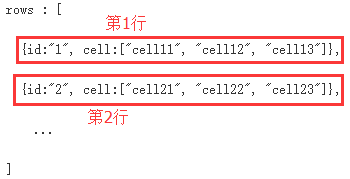 rows : [
第1行
{id:"1", cell:["cell11", "cell12", "cell13"]},
{id:"2", cell:["cell21", "cell22", "cell23"]},
第2行
...
]